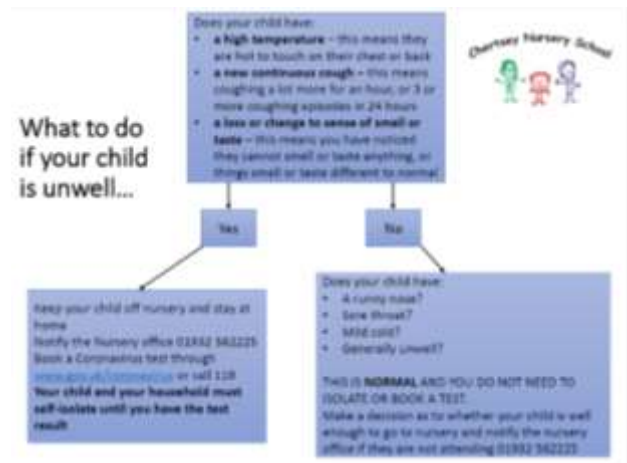 Does your child have:
• a high temperature – this means they
are hot to touch on their chest or back
• a new continuous cough – this means
coughing a lot more for an hour, or 3 or
more coughing episodes in 24 hours
• a loss or change to sense of smell or
taste – this means you have noticed
they cannot smell or taste anything, or
things smell or taste different to normal
Chertsey Nursery School
What to do
if your child
is unwell...
Yes
No
Keep your child off nursery and stay at
home
Notify the Nursery office 01932 562225
Book a Coronavirus test through
www.gov.uk/coronavirus or call 119
Your child and your household must
self-isolate until you have the test
result
Does your child have:
• A runny nose?
• Sore throat?
• Mild cold?
• Generally unwell?
THIS IS NORMAL AND YOU DO NOT NEED TO
ISOLATE OR BOOK A TEST.
Make a decision as to whether your child is well
enough to go to nursery and notify the nursery
office if they are not attending 01932 562225